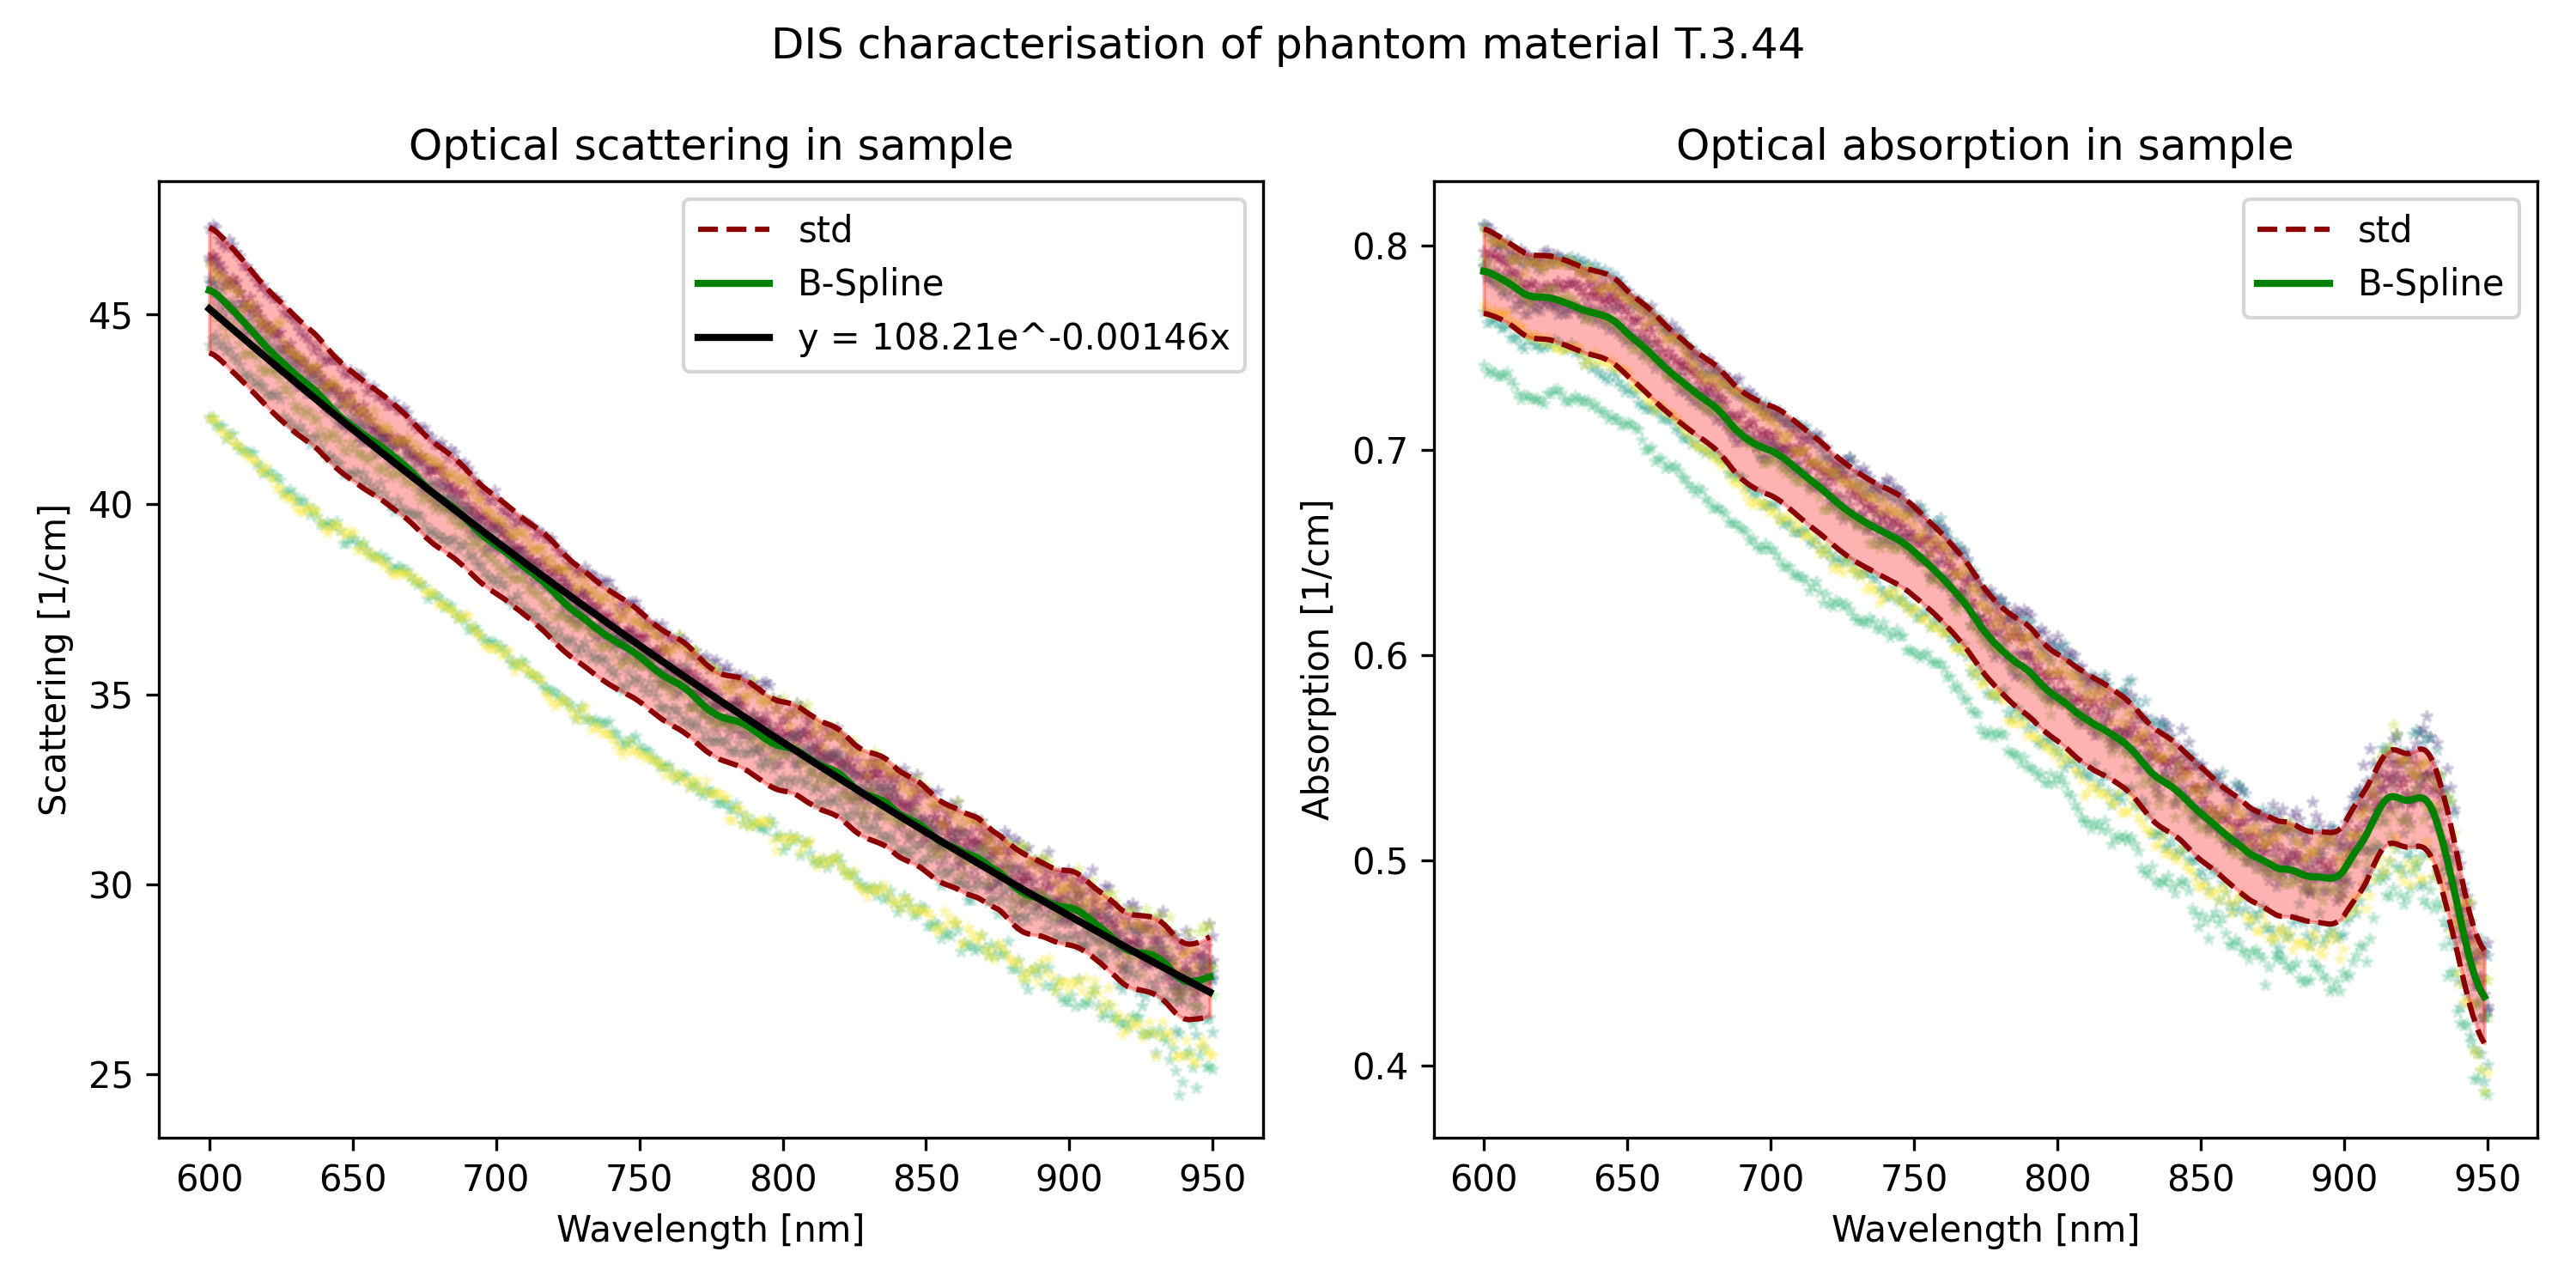 DIS characterisation of phantom material T.3.44
Optical scattering in sample
std
B-Spline
y = 108.21e^-0.00146x
45
40
35
30
25
Scattering [1/cm]
600 650 700 750 800 850 900 950
Wavelength [nm]
Optical absorption in sample
std
B-Spline
0.8
0.7
0.6
0.5
0.4
Absorption [1/cm]
600 650 700 750 800 850 900 950
Wavelength [nm]